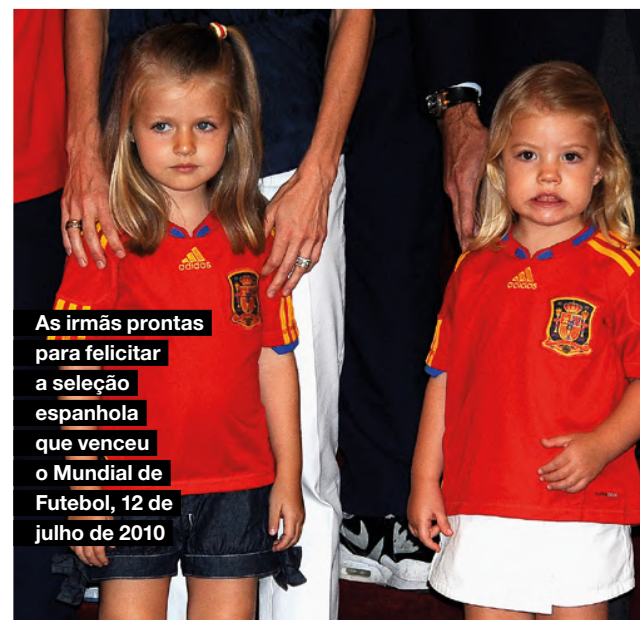 adidas
adidas
As irmãs prontas
para felicitar
a seleção
espanhola
que venceu
o Mundial de
Futebol, 12 de
julho de 2010